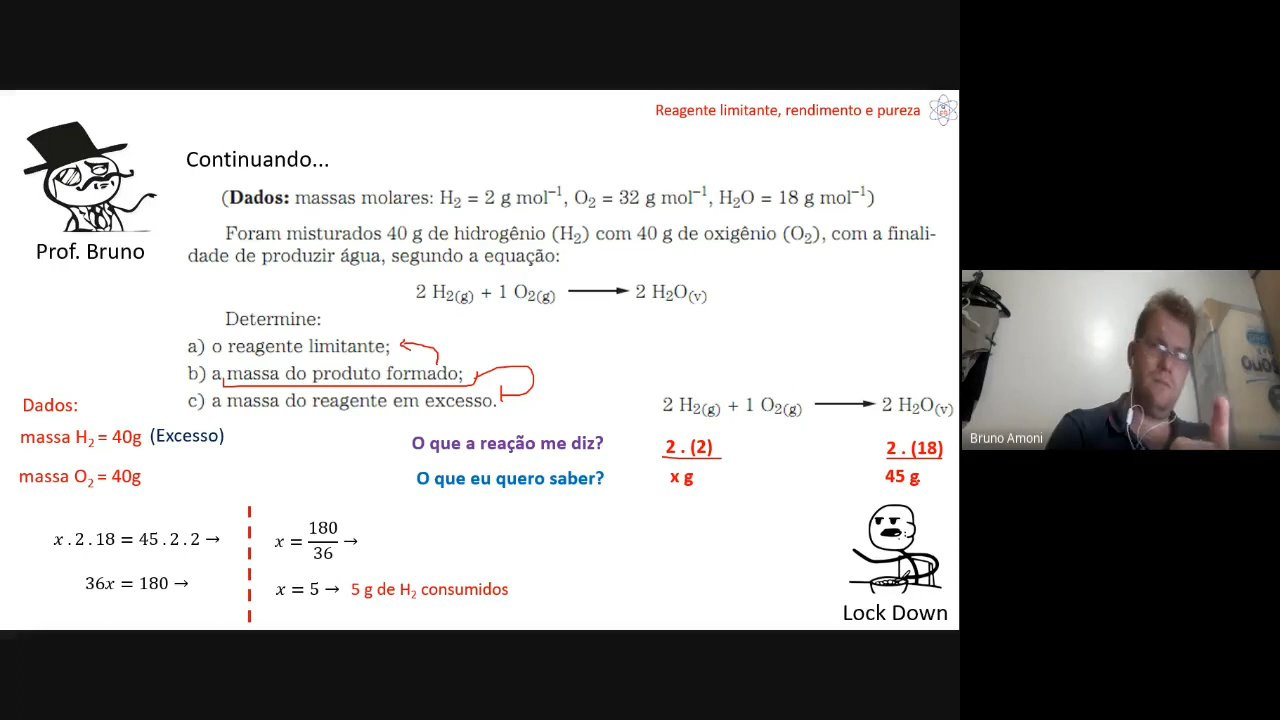 Reagente limitante, rendimento e pureza
Continuando...
(Dados: massas molares: H₂ = 2 g mol⁻¹, O₂ = 32 g mol⁻¹, H₂O = 18 g mol⁻¹)
Foram misturados 40 g de hidrogênio (H₂) com 40 g de oxigênio (O₂), com a finali-
dade de produzir água, segundo a equação:
Prof. Bruno
2 H₂(g) + 1 O₂(g) ⟶ 2 H₂O(v)
Determine:
a) o reagente limitante;
b) a massa do produto formado;
c) a massa do reagente em excesso.
Dados:
massa H₂ = 40g (Excesso)
massa O₂ = 40g
2 H₂(g) + 1 O₂(g) ⟶ 2 H₂O(v)
O que a reação me diz? 2 . (2) 2 . (18)
O que eu quero saber? x g 45 g
x . 2 . 18 = 45 . 2 . 2 →
36x = 180 →
x = 180/36 →
x = 5 → 5 g de H₂ consumidos
Lock Down
Bruno Amoni